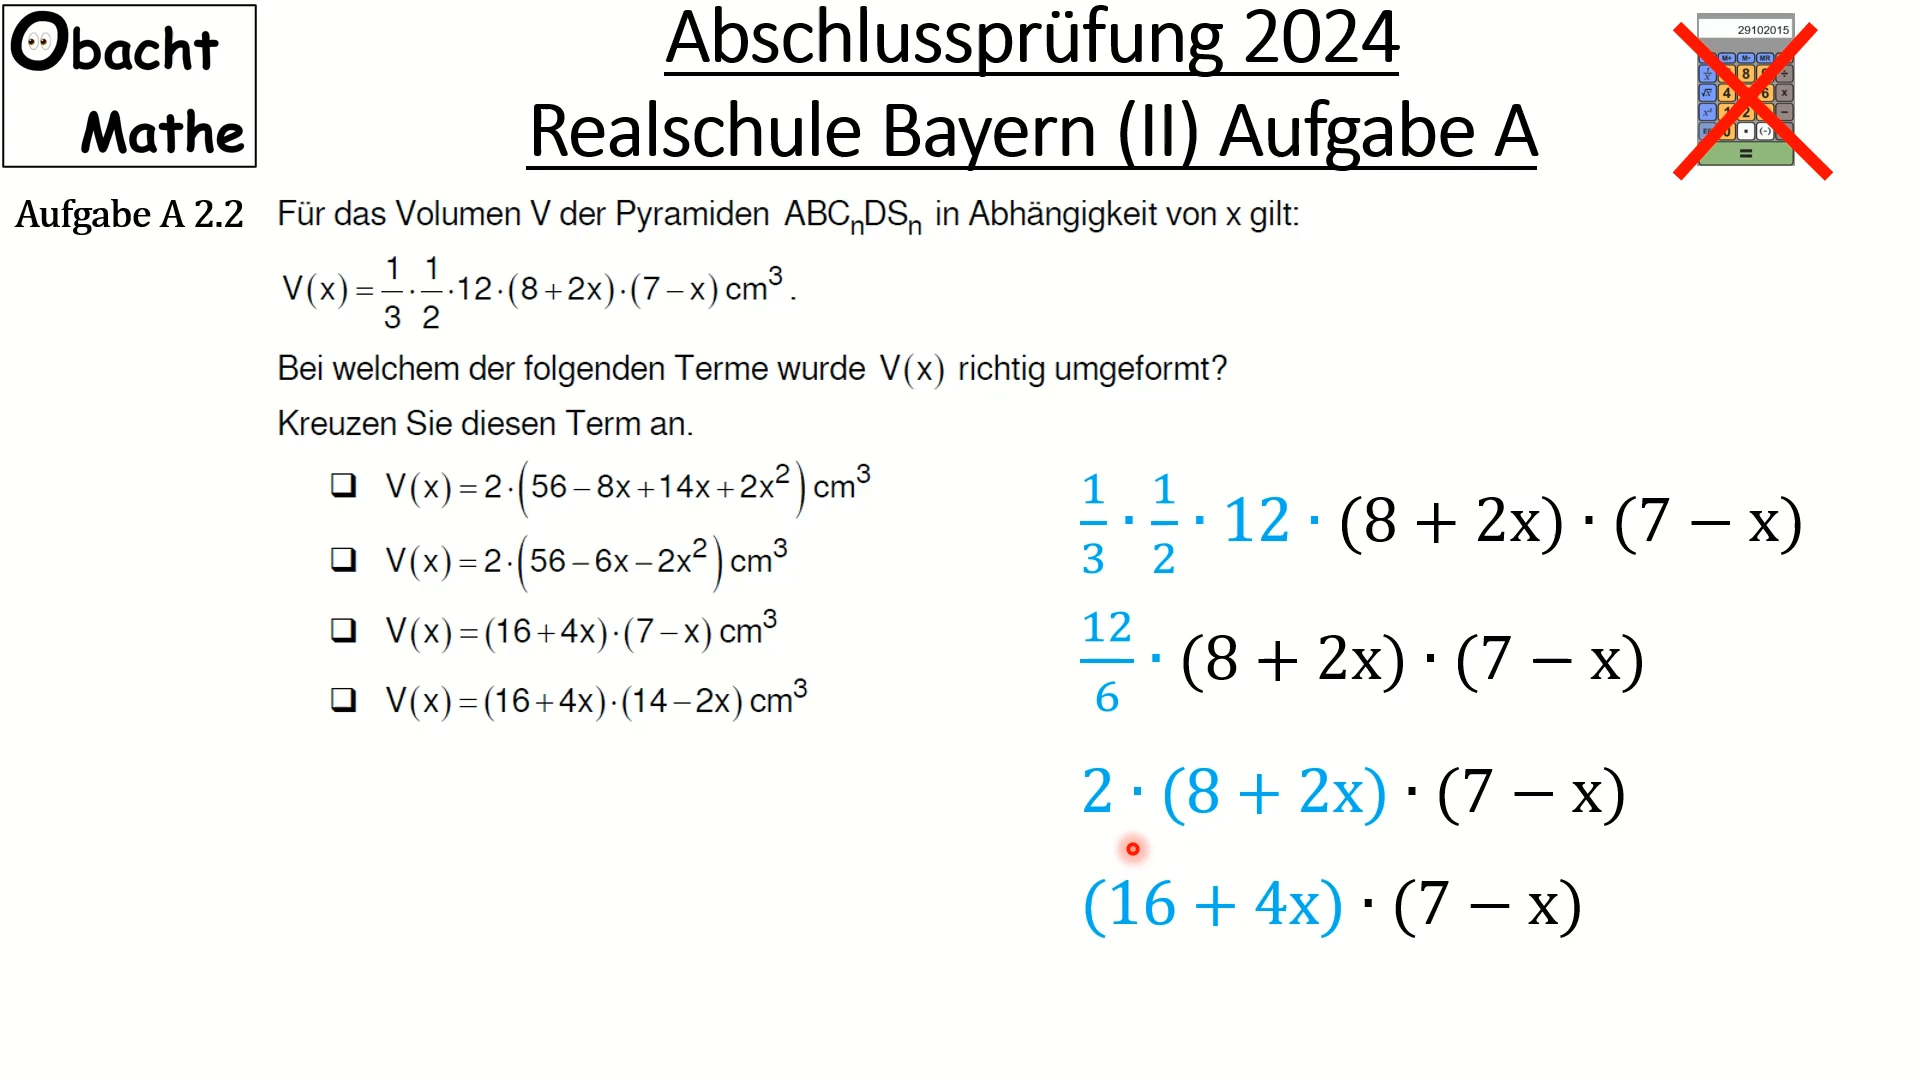 Obacht
Mathe
Abschlussprüfung 2024
Realschule Bayern (II) Aufgabe A
29102015
Aufgabe A 2.2
Für das Volumen V der Pyramiden ABCₙDSₙ in Abhängigkeit von x gilt:
V(x) = 1/3 · 1/2 · 12 · (8 + 2x) · (7 − x) cm³.
Bei welchem der folgenden Terme wurde V(x) richtig umgeformt?
Kreuzen Sie diesen Term an.
❑ V(x) = 2 · (56 − 8x + 14x + 2x²) cm³
❑ V(x) = 2 · (56 − 6x − 2x²) cm³
❑ V(x) = (16 + 4x) · (7 − x) cm³
❑ V(x) = (16 + 4x) · (14 − 2x) cm³
1/3 · 1/2 · 12 · (8 + 2x) · (7 − x)
12/6 · (8 + 2x) · (7 − x)
2 · (8 + 2x) · (7 − x)
(16 + 4x) · (7 − x)